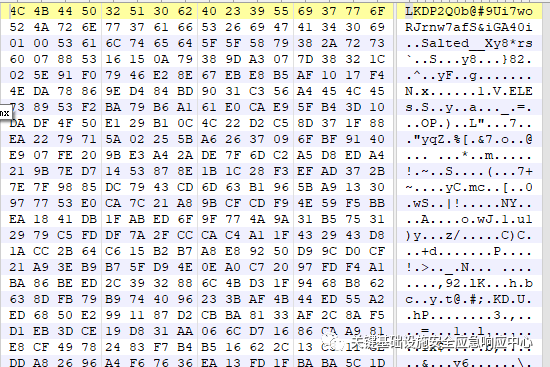 4C 4B 44 50 32 51 30 62 40 23 39 55 69 37 77 6F LKDP2Q0b@#9Ui7wo
52 4A 72 6E 77 37 61 66 53 26 69 47 41 34 30 69 RJrnw7afS&iGA40i
01 00 53 61 6C 74 65 64 5F 5F 58 79 38 2A 72 73 ..Salted__Xy8*rs
60 07 88 53 16 15 0A 79 38 9D A3 07 7D 38 32 1C `..S...y8...}82.
02 5E 91 F0 79 46 E2 8E 67 EB E8 B5 AF 10 17 F4 .^..yF..g.......
4E DA 78 86 9E D4 84 BD 90 31 C3 56 A4 45 4C 45 N.x......1.V.ELE
73 89 53 F2 BA 79 B6 A1 61 E0 CA E9 5F B4 3D 10 s.S..y..a..._.=.
DA DF 4F 50 E1 29 B1 0C 4C 22 D2 C5 8D 37 1F 88 ..OP.)..L"...7..
EA 22 79 71 5A 02 25 5B A6 26 37 09 6F BF 91 40 ."yqZ.%[.&7.o..@
nx
E9 07 FE 20 9B E3 A4 2A DE 7F 6D C2 A5 D8 ED A4 ... ...*..m.....
21 9B 7E D7 14 53 87 8E 1B 1C 28 F3 EF AD 37 2B !.~..S....(...7+
7E 7F 98 85 DC 79 43 CD 6D 63 B1 96 5B A9 13 30 ~....yC.mc..[..0
97 77 53 E0 CA 7C 21 A8 9B CF CD F9 4E 59 F5 BB .wS..|!.....NY..
EA 18 41 DB 1F AB ED 6F 9F 77 4A 9A 31 B5 75 31 ..A....o.wJ.1.u1
29 79 C5 FD DF 7A 2F CC CA C4 A1 1F 43 29 43 D8 )y...z/.....C)C.
1A CC 2B 64 C6 15 B2 B7 A8 E8 92 50 D9 9C D0 CF ..+d.......P....
21 A9 3E B9 B7 5F D9 4E 0E A0 C7 20 97 FD F4 A1 !.>.._.N... ....
BA 86 BE ED 2C 39 32 88 6C 4B D3 1F 94 68 B8 62 ....,92.lK...h.b
63 8D FB 79 B9 74 40 96 23 3B AF 4B 44 ED 55 A2 c..y.t@.#;.KD.U.
ED 68 50 E2 99 11 87 D2 CB BA 81 33 AF 2C 8A F5 .hP........3.,..
D1 EB 3D CE 19 D8 31 AA 06 6C D7 16 86 CA A9 81
E8 CF 49 78 24 83 F7 B4 B5 16 62 2C 13
DD A8 26 96 A4 F6 76 36 EA 13 FD 1F BA BA 5C 1D ..&...v6......\.
关键基础设施安全应急响应中心